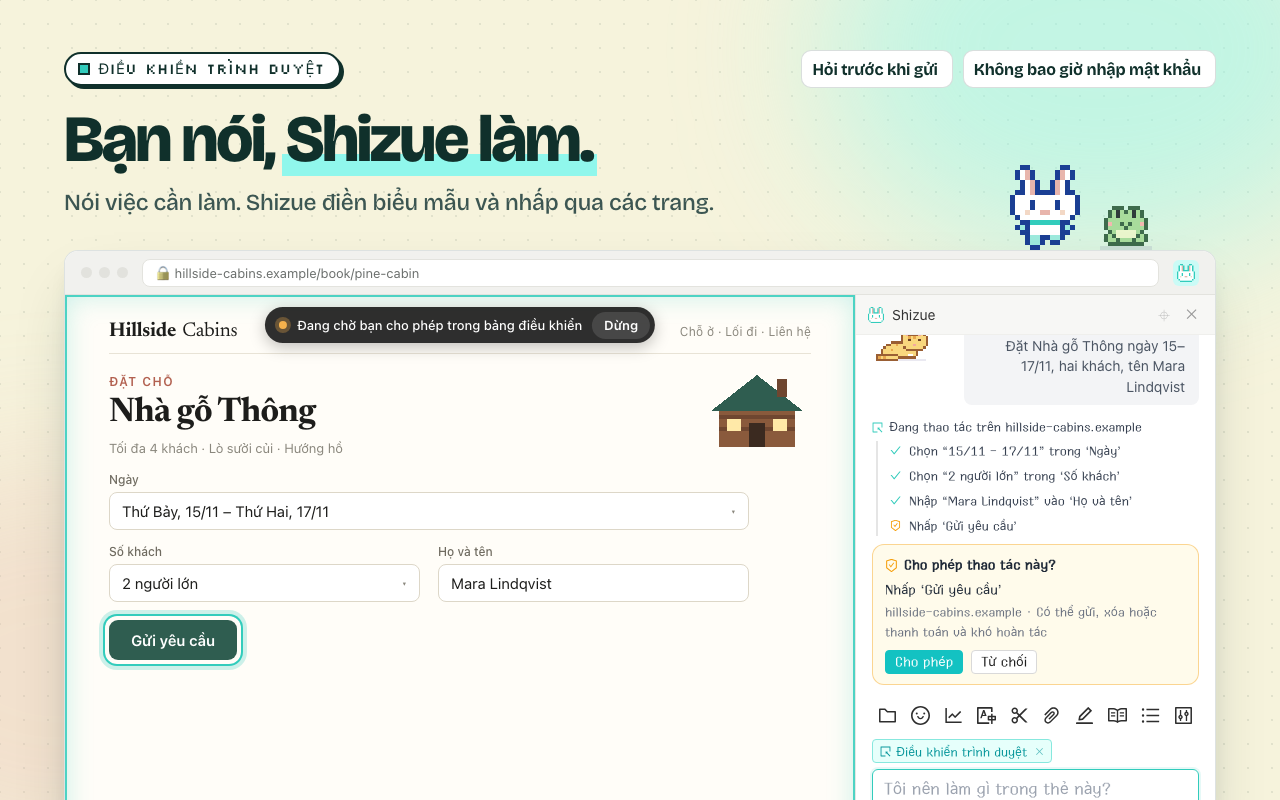 ĐIỀU KHIỂN TRÌNH DUYỆT
Hỏi trước khi gửi
Không bao giờ nhập mật khẩu
Bạn nói, Shizue làm.
Nói việc cần làm. Shizue điền biểu mẫu và nhấp qua các trang.
hillside-cabins.example/book/pine-cabin
Hillside Cabins
Đang chờ bạn cho phép trong bảng điều khiển
Dừng
Chỗ ở · Lối đi · Liên hệ
ĐẶT CHỖ
Nhà gỗ Thông
Tối đa 4 khách · Lò sưởi củi · Hướng hồ
Ngày
Thứ Bảy, 15/11 – Thứ Hai, 17/11
Số khách
Họ và tên
2 người lớn
Mara Lindqvist
Gửi yêu cầu
Shizue
Đặt Nhà gỗ Thông ngày 15–
17/11, hai khách, tên Mara
Lindqvist
Đang thao tác trên hillside-cabins.example
Chọn “15/11 – 17/11” trong ‘Ngày’
Chọn “2 người lớn” trong ‘Số khách’
Nhập “Mara Lindqvist” vào ‘Họ và tên’
Nhấp ‘Gửi yêu cầu’
Cho phép thao tác này?
Nhấp ‘Gửi yêu cầu’
hillside-cabins.example · Có thể gửi, xóa hoặc
thanh toán và khó hoàn tác
Cho phép
Từ chối
Điều khiển trình duyệt
Tôi nên làm gì trong thẻ này?